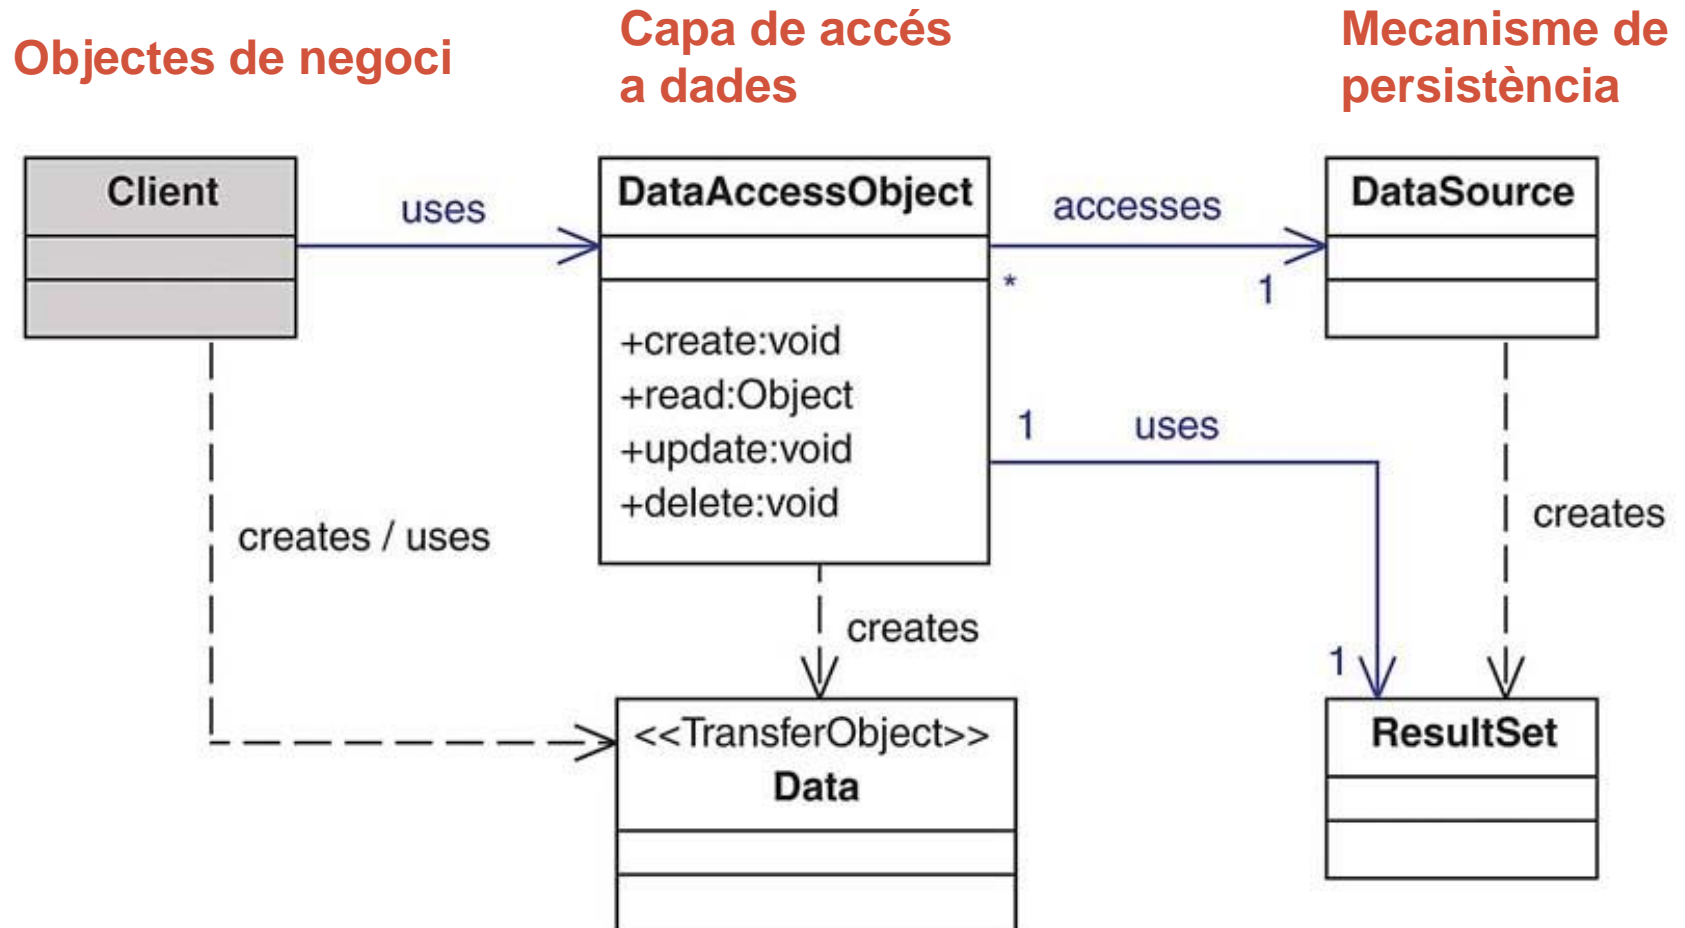 Objectes de negoci
Capa de accés
a dades
Mecanisme de
persistència
Client
uses
DataAccessObject
accesses
DataSource
*
1
+create:void
+read:Object
+update:void
+delete:void
1
uses
creates / uses
creates
creates
1
<<TransferObject>>
Data
ResultSet